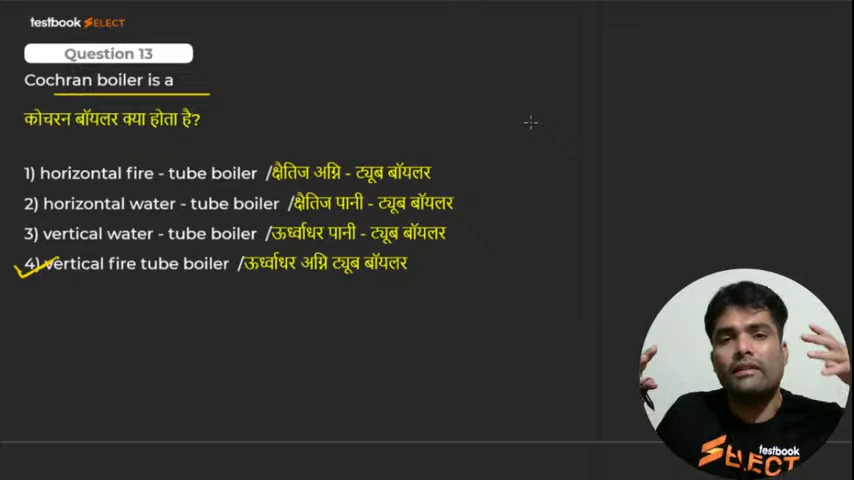 testbook SELECT
Question 13
Cochran boiler is a
कोचरन बॉयलर क्या होता है?
1) horizontal fire - tube boiler /क्षैतिज अग्नि - ट्यूब बॉयलर
2) horizontal water - tube boiler /क्षैतिज पानी - ट्यूब बॉयलर
3) vertical water - tube boiler /ऊर्ध्वाधर पानी - ट्यूब बॉयलर
4) vertical fire tube boiler /ऊर्ध्वाधर अग्नि ट्यूब बॉयलर
testbook
SELECT